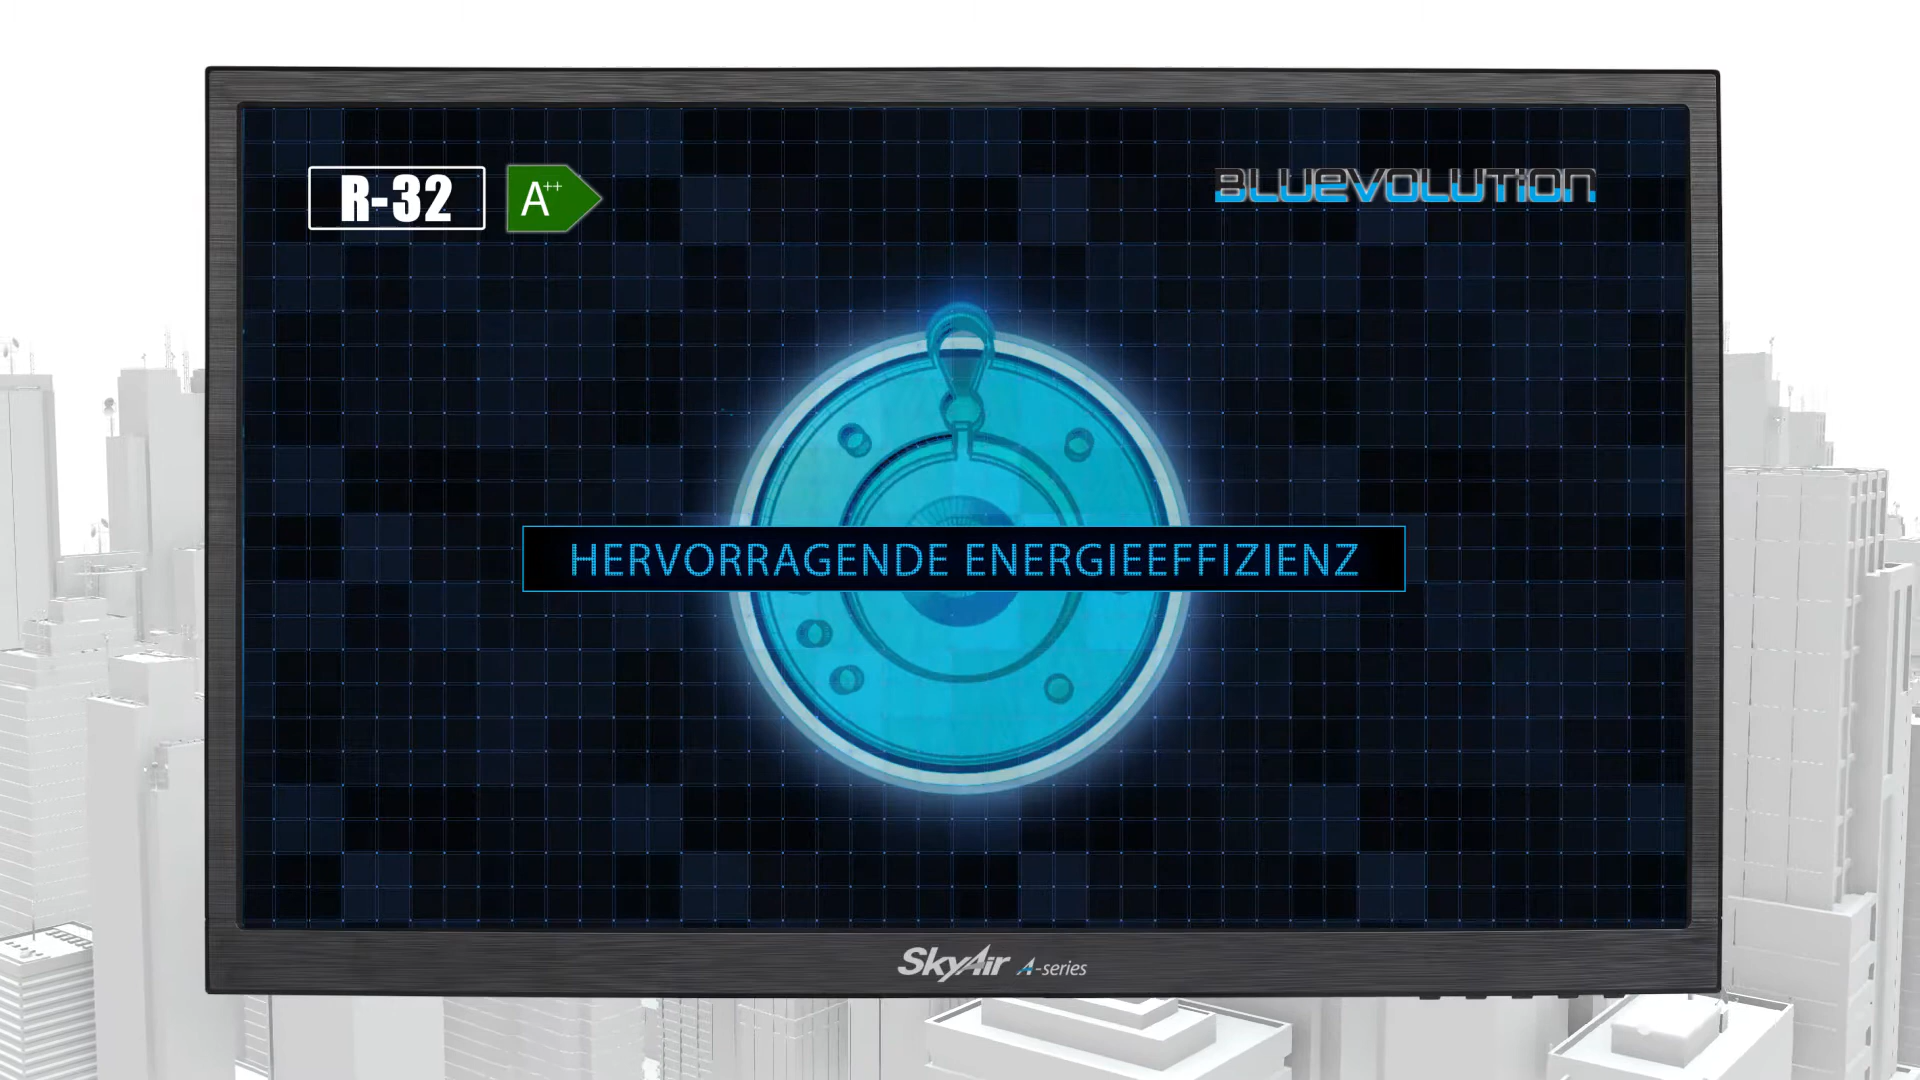 R-32
A++
BLUEVOLUTION
HERVORRAGENDE ENERGIEEFFIZIENZ
SkyAir A-series